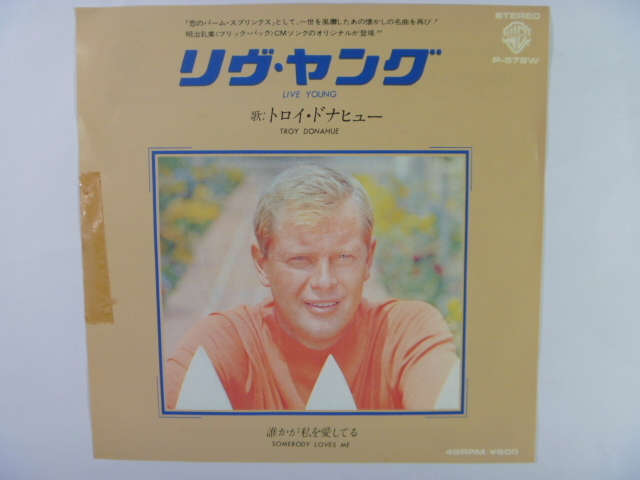 「恋のパーム・スプリングス」として、一世を風靡したあの懐かしの名曲を再び!
明治乳業〈ブリック・パック〉CMソングのオリジナルが登場!!
STEREO
P-578W
リヴ・ヤング
LIVE YOUNG
歌:トロイ・ドナヒュー
TROY DONAHUE
誰かが私を愛してる
SOMEBODY LOVES ME
45RPM ¥600